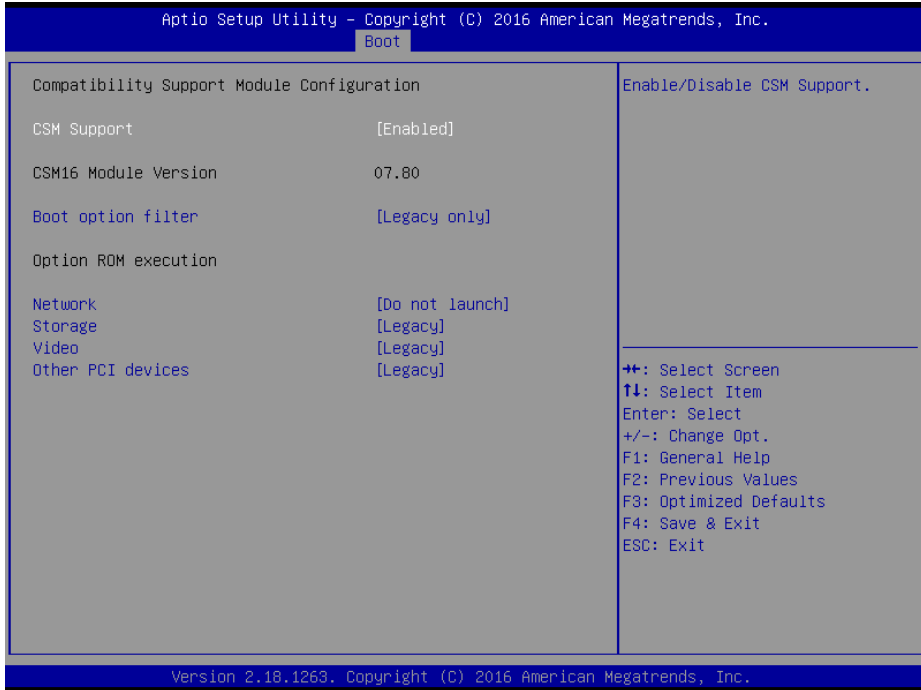 Aptio Setup Utility – Copyright (C) 2016 American Megatrends, Inc.
Boot
Compatibility Support Module Configuration
CSM Support [Enabled]
CSM16 Module Version 07.80
Boot option filter [Legacy only]
Option ROM execution
Network [Do not launch]
Storage [Legacy]
Video [Legacy]
Other PCI devices [Legacy]
Enable/Disable CSM Support.
→←: Select Screen
↑↓: Select Item
Enter: Select
+/-: Change Opt.
F1: General Help
F2: Previous Values
F3: Optimized Defaults
F4: Save & Exit
ESC: Exit
Version 2.18.1263. Copyright (C) 2016 American Megatrends, Inc.